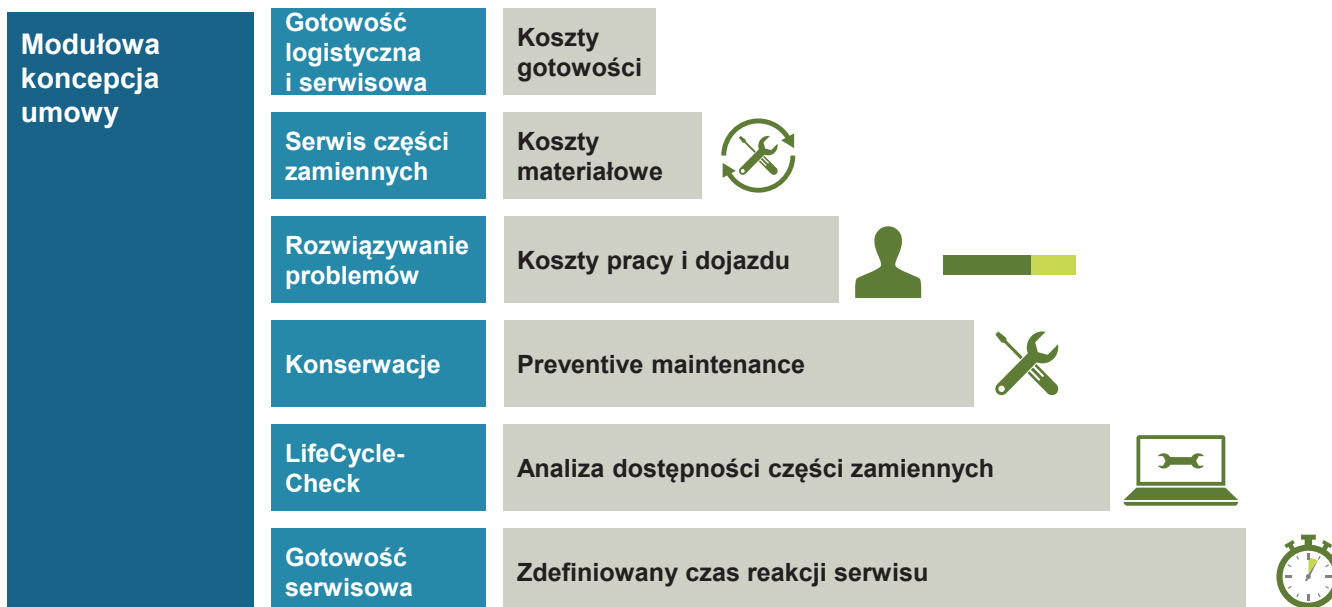 Modułowa
koncepcja
umowy
Gotowość
logistyczna
i serwisowa
Koszty
gotowości
Serwis części
zamiennych
Koszty
materiałowe
Rozwiązywanie
problemów
Koszty pracy i dojazdu
Konserwacje
Preventive maintenance
LifeCycle-
Check
Analiza dostępności części zamiennych
Gotowość
serwisowa
Zdefiniowany czas reakcji serwisu